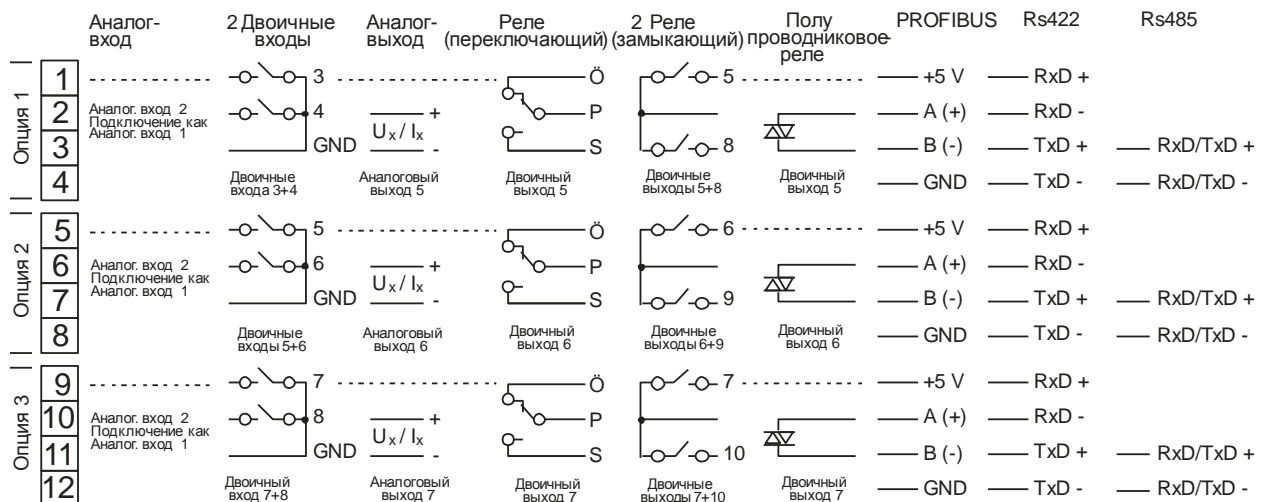 Аналог-
вход
2 Двоичные
входы
Аналог-
выход
Реле
(переключающий)
2 Реле
(замыкающий)
Полу
проводниковое-
реле
PROFIBUS
Rs422
Rs485
Опция 1
1
2
3
4
Аналог. вход 2
Подключение как
Аналог. вход 1
3
4
GND
Двоичные
входа 3+4
+
Ux / Ix
-
Аналоговый
выход 5
Ö
P
S
Двоичный
выход 5
5
8
Двоичные
выходы 5+8
Двоичный
выход 5
+5 V
A (+)
B (-)
GND
RxD +
RxD -
TxD +
TxD -
RxD/TxD +
RxD/TxD -
Опция 2
5
6
7
8
Аналог. вход 2
Подключение как
Аналог. вход 1
5
6
GND
Двоичные
входы 5+6
+
Ux / Ix
-
Аналоговый
выход 6
Ö
P
S
Двоичный
выход 6
6
9
Двоичные
выходы 6+9
Двоичный
выход 6
+5 V
A (+)
B (-)
GND
RxD +
RxD -
TxD +
TxD -
RxD/TxD +
RxD/TxD -
Опция 3
9
10
11
12
Аналог. вход 2
Подключение как
Аналог. вход 1
7
8
GND
Двоичный
вход 7+8
+
Ux / Ix
-
Аналоговый
выход 7
Ö
P
S
Двоичный
выход 7
7
10
Двоичные
выходы 7+10
Двоичный
выход 7
+5 V
A (+)
B (-)
GND
RxD +
RxD -
TxD +
TxD -
RxD/TxD +
RxD/TxD -